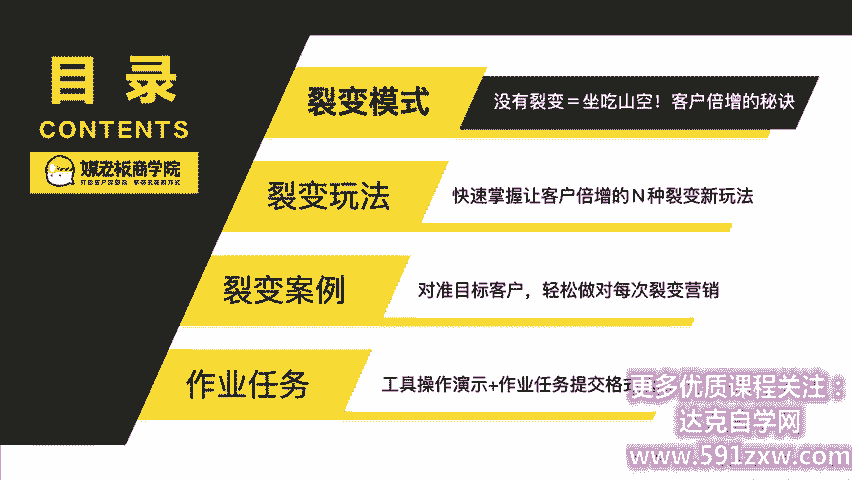 目 录
CONTENTS
媒老板商学院
裂变模式
没有裂变=坐吃山空！客户倍增的秘诀
裂变玩法
快速掌握让客户倍增的N种裂变新玩法
裂变案例
对准目标客户，轻松做对每次裂变营销
作业任务
工具操作演示+作业任务提交格式
更多优质课程关注：
达克自学网
www.591zxw.com